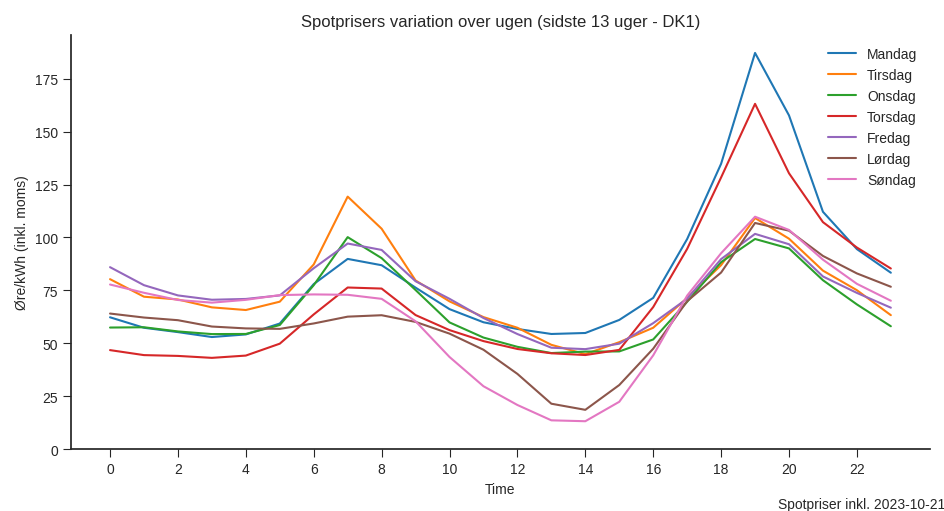 Spotprisers variation over ugen (sidste 13 uger - DK1)
Øre/kWh (inkl. moms)
175
150
125
100
75
50
25
0
0 2 4 6 8 10 12 14 16 18 20 22
Time
Mandag
Tirsdag
Onsdag
Torsdag
Fredag
Lørdag
Søndag
Spotpriser inkl. 2023-10-21